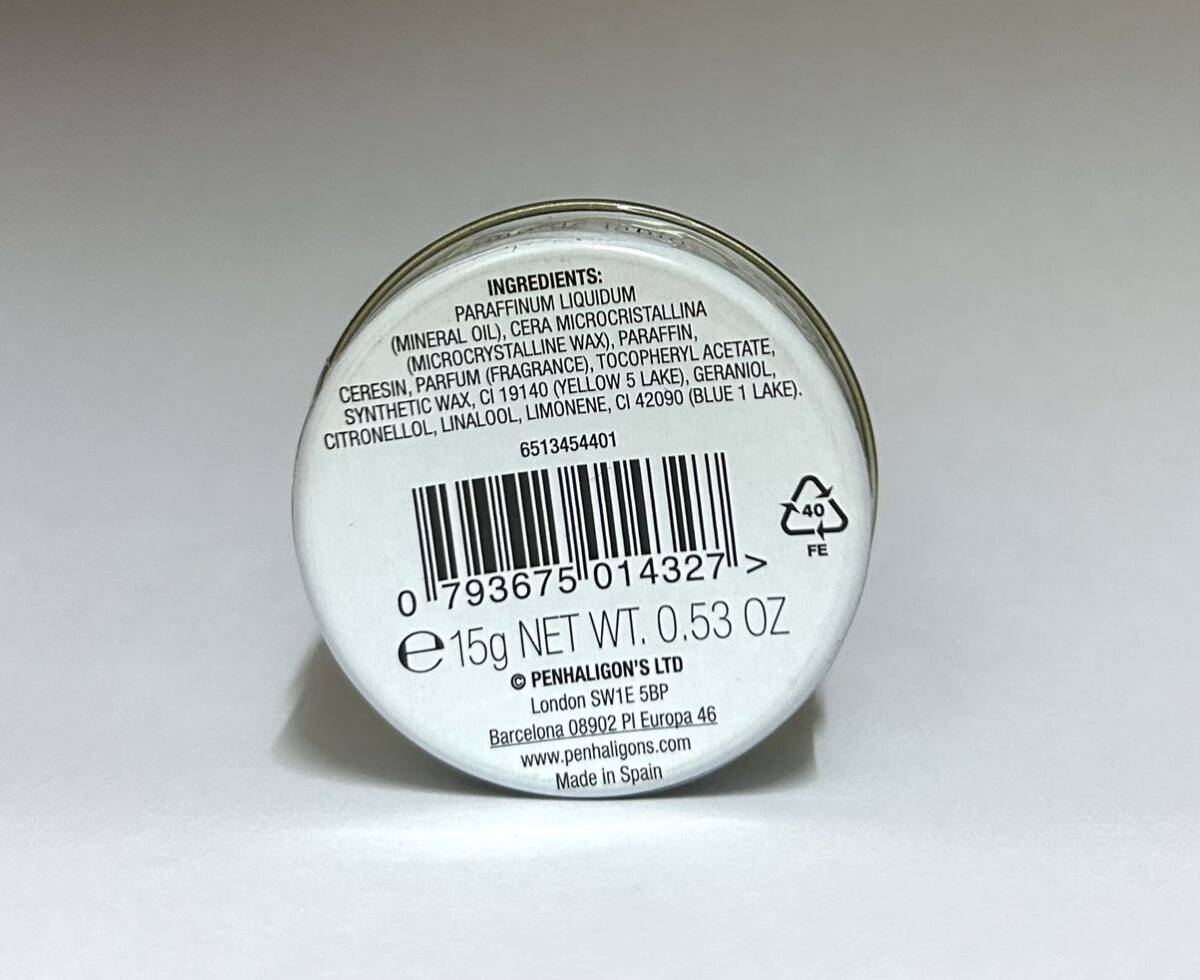 INGREDIENTS:
PARAFFINUM LIQUIDUM
(MINERAL OIL), CERA MICROCRISTALLINA
(MICROCRYSTALLINE WAX), PARAFFIN,
CERESIN, PARFUM (FRAGRANCE), TOCOPHERYL ACETATE,
SYNTHETIC WAX, CI 19140 (YELLOW 5 LAKE), GERANIOL,
CITRONELLOL, LINALOOL, LIMONENE, CI 42090 (BLUE 1 LAKE).
6513454401
40
FE
0 793675 014327 >
e 15g NET WT. 0.53 OZ
© PENHALIGON'S LTD
London SW1E 5BP
Barcelona 08902 Pl Europa 46
www.penhaligons.com
Made in Spain